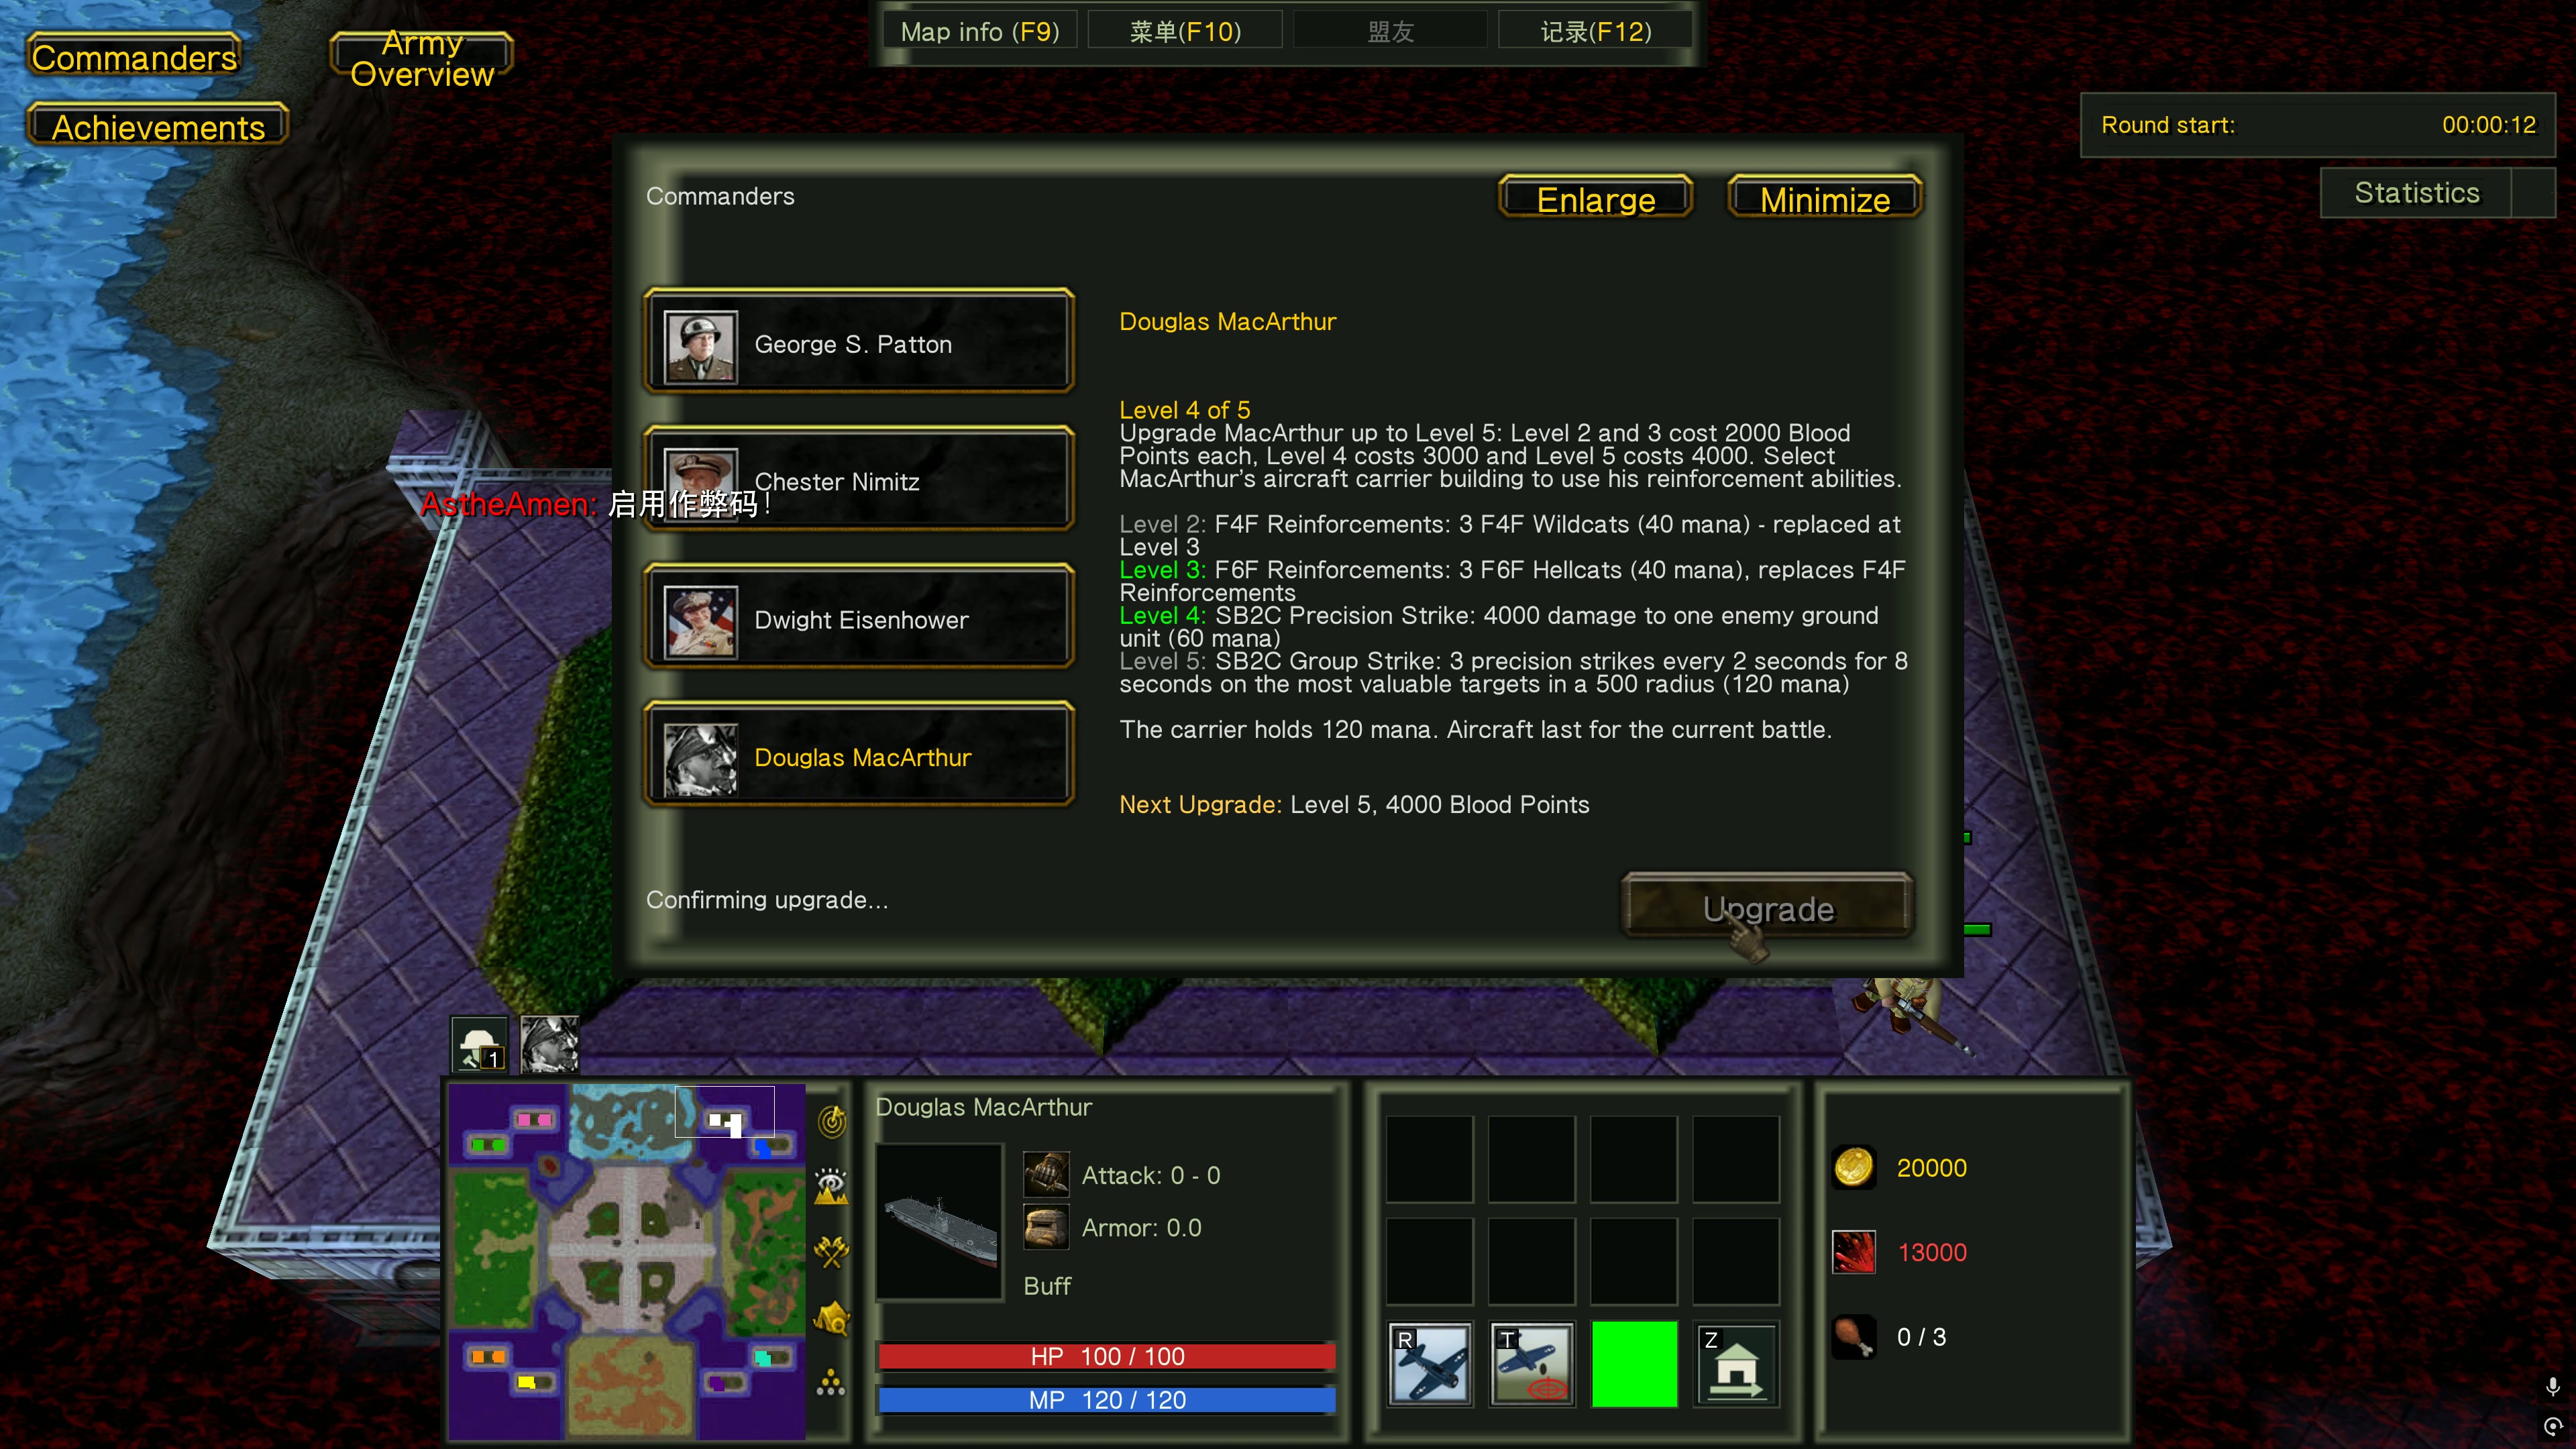 Map info (F9)
菜单(F10)
盟友
记录(F12)
Commanders
Army
Overview
Achievements
Round start:
00:00:12
Statistics
Commanders
Enlarge
Minimize
George S. Patton
Chester Nimitz
AstheAmen: 启用作弊码!
Dwight Eisenhower
Douglas MacArthur
Douglas MacArthur
Level 4 of 5
Upgrade MacArthur up to Level 5: Level 2 and 3 cost 2000 Blood
Points each, Level 4 costs 3000 and Level 5 costs 4000. Select
MacArthur's aircraft carrier building to use his reinforcement abilities.
Level 2: F4F Reinforcements: 3 F4F Wildcats (40 mana) - replaced at
Level 3
Level 3: F6F Reinforcements: 3 F6F Hellcats (40 mana), replaces F4F
Reinforcements
Level 4: SB2C Precision Strike: 4000 damage to one enemy ground
unit (60 mana)
Level 5: SB2C Group Strike: 3 precision strikes every 2 seconds for 8
seconds on the most valuable targets in a 500 radius (120 mana)
The carrier holds 120 mana. Aircraft last for the current battle.
Next Upgrade: Level 5, 4000 Blood Points
Confirming upgrade...
Upgrade
1
Douglas MacArthur
Attack: 0 - 0
Armor: 0.0
Buff
HP 100 / 100
MP 120 / 120
R
T
Z
20000
13000
0 / 3